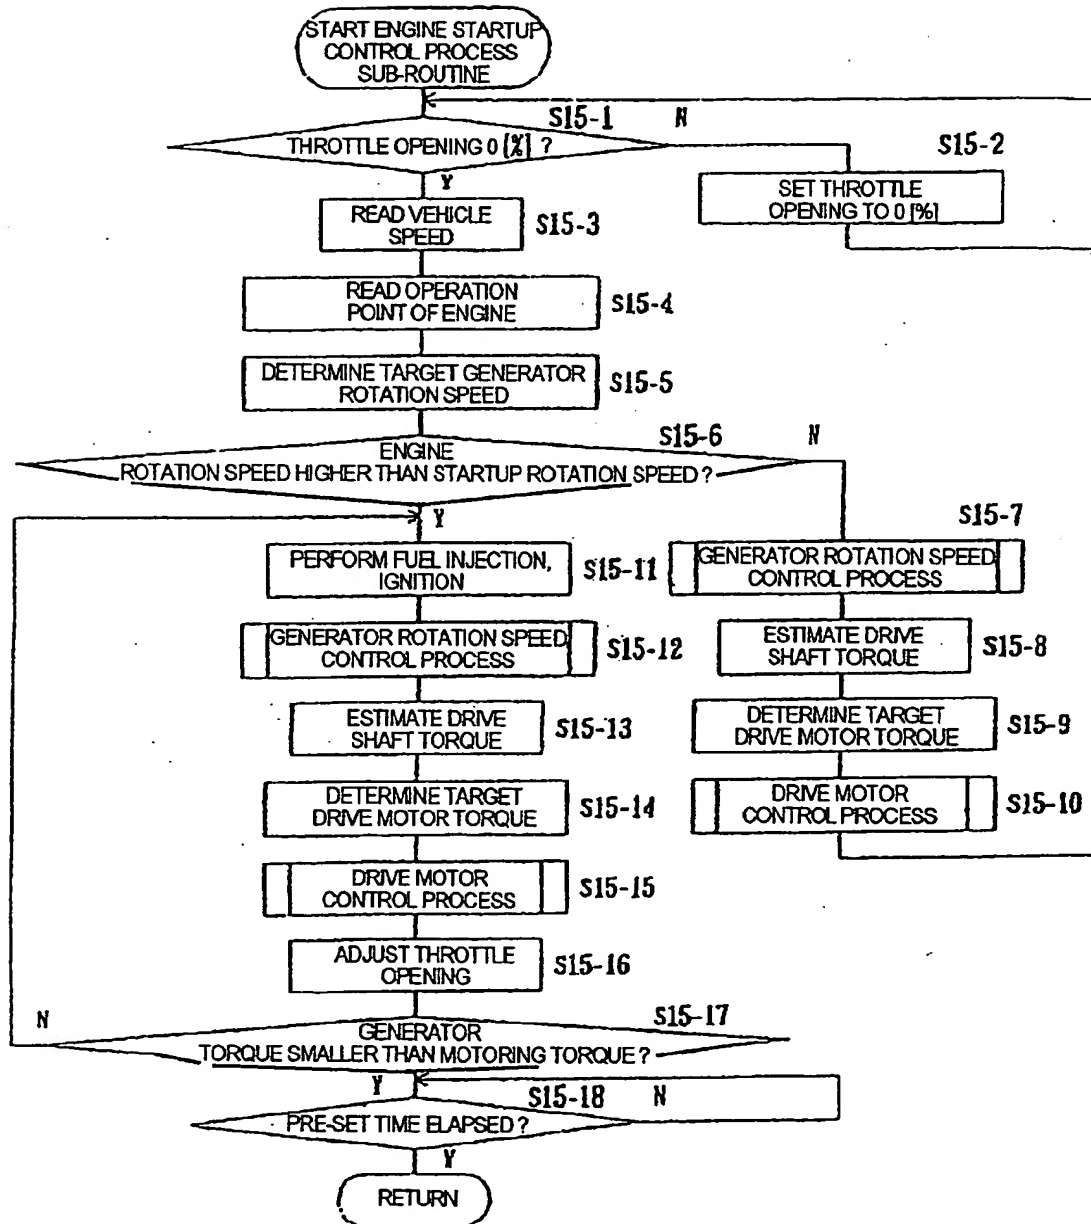 START ENGINE STARTUP
CONTROL PROCESS
SUB-ROUTINE
S15-1
N
THROTTLE OPENING 0 [%] ?
Y
S15-2
SET THROTTLE
OPENING TO 0 [%]
READ VEHICLE
SPEED
S15-3
READ OPERATION
POINT OF ENGINE
S15-4
DETERMINE TARGET GENERATOR
ROTATION SPEED
S15-5
S15-6
N
ENGINE
ROTATION SPEED HIGHER THAN STARTUP ROTATION SPEED ?
Y
S15-7
GENERATOR ROTATION SPEED
CONTROL PROCESS
ESTIMATE DRIVE
SHAFT TORQUE
S15-8
DETERMINE TARGET
DRIVE MOTOR TORQUE
S15-9
DRIVE MOTOR
CONTROL PROCESS
S15-10
PERFORM FUEL INJECTION,
IGNITION
S15-11
GENERATOR ROTATION SPEED
CONTROL PROCESS
S15-12
ESTIMATE DRIVE
SHAFT TORQUE
S15-13
DETERMINE TARGET
DRIVE MOTOR TORQUE
S15-14
DRIVE MOTOR
CONTROL PROCESS
S15-15
ADJUST THROTTLE
OPENING
S15-16
S15-17
N
GENERATOR
TORQUE SMALLER THAN MOTORING TORQUE ?
Y
S15-18
N
PRE-SET TIME ELAPSED ?
Y
RETURN